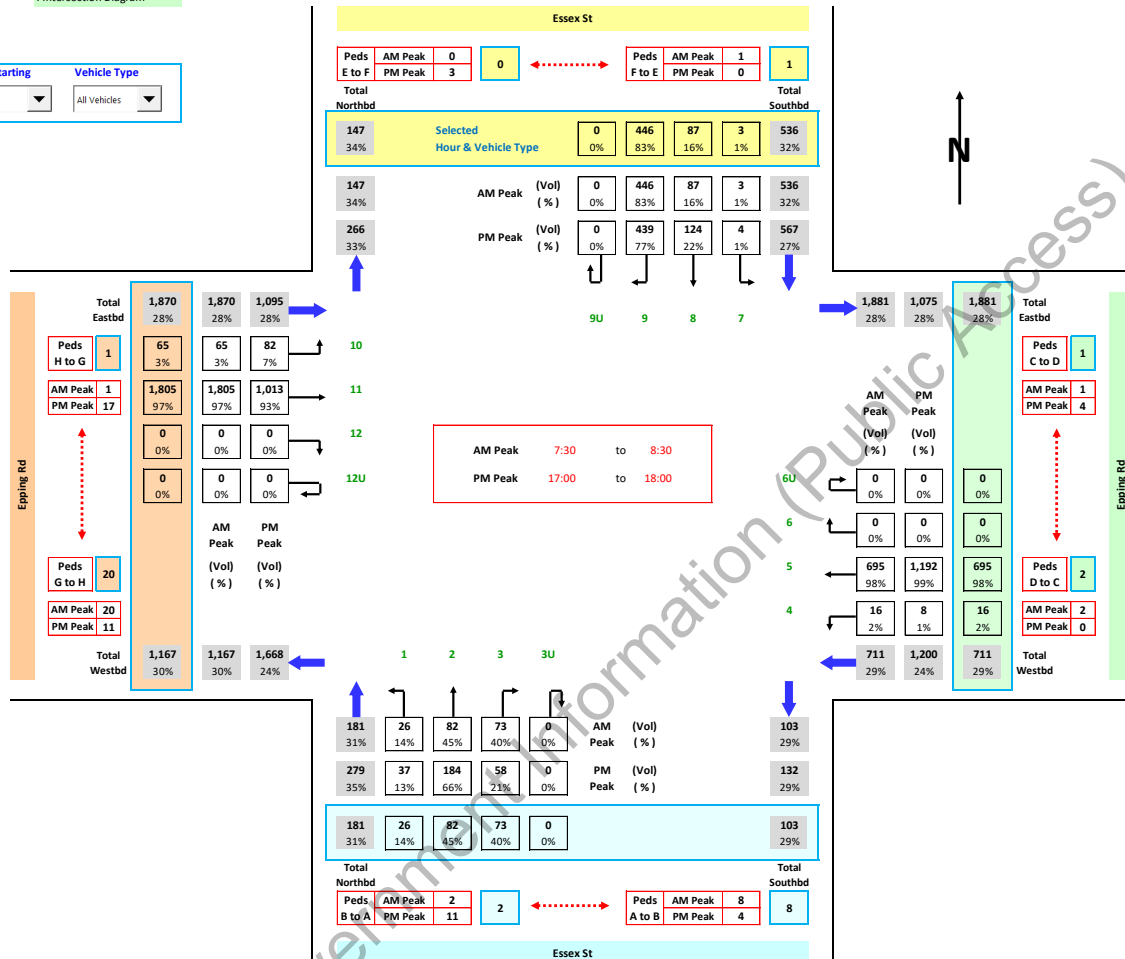 Intersection Diagram
Essex St
Peds AM Peak 0
E to F PM Peak 3
0
Peds AM Peak 1
F to E PM Peak 0
1
Total
Northbd
Total
Southbd
arting Vehicle Type
All Vehicles
147 Selected 0 446 87 3 536
34% Hour & Vehicle Type 0% 83% 16% 1% 32%
147 AM Peak (Vol) 0 446 87 3 536
34% ( % ) 0% 83% 16% 1% 32%
266 PM Peak (Vol) 0 439 124 4 567
33% ( % ) 0% 77% 22% 1% 27%
N
9U 9 8 7
Epping Rd
Total
Eastbd
1,870 1,870 1,095
28% 28% 28%
Peds
H to G
1
65 65 82
3% 3% 7%
10
AM Peak 1
PM Peak 17
1,805 1,805 1,013
97% 97% 93%
11
0 0 0
0% 0% 0%
12
0 0 0
0% 0% 0%
12U
AM PM
Peak Peak
(Vol) (Vol)
( % ) ( % )
Peds
G to H
20
AM Peak 20
PM Peak 11
Total
Westbd
1,167 1,167 1,668
30% 30% 24%
AM Peak 7:30 to 8:30
PM Peak 17:00 to 18:00
1,881 1,075 1,881
28% 28% 28%
Total
Eastbd
Peds
C to D
1
AM Peak 1
PM Peak 4
AM PM
Peak Peak
(Vol) (Vol)
( % ) ( % )
6U
0 0 0
0% 0% 0%
6
0 0 0
0% 0% 0%
5
695 1,192 695
98% 99% 98%
4
16 8 16
2% 1% 2%
Peds
D to C
2
AM Peak 2
PM Peak 0
711 1,200 711
29% 24% 29%
Total
Westbd
Epping Rd
1 2 3 3U
181 26 82 73 0 AM (Vol) 103
31% 14% 45% 40% 0% Peak ( % ) 29%
279 37 184 58 0 PM (Vol) 132
35% 13% 66% 21% 0% Peak ( % ) 29%
181 26 82 73 0 103
31% 14% 45% 40% 0% 29%
Total
Northbd
Total
Southbd
Peds AM Peak 2
B to A PM Peak 11
2
Peds AM Peak 8
A to B PM Peak 4
8
Essex St
ernment Information (Public Access)